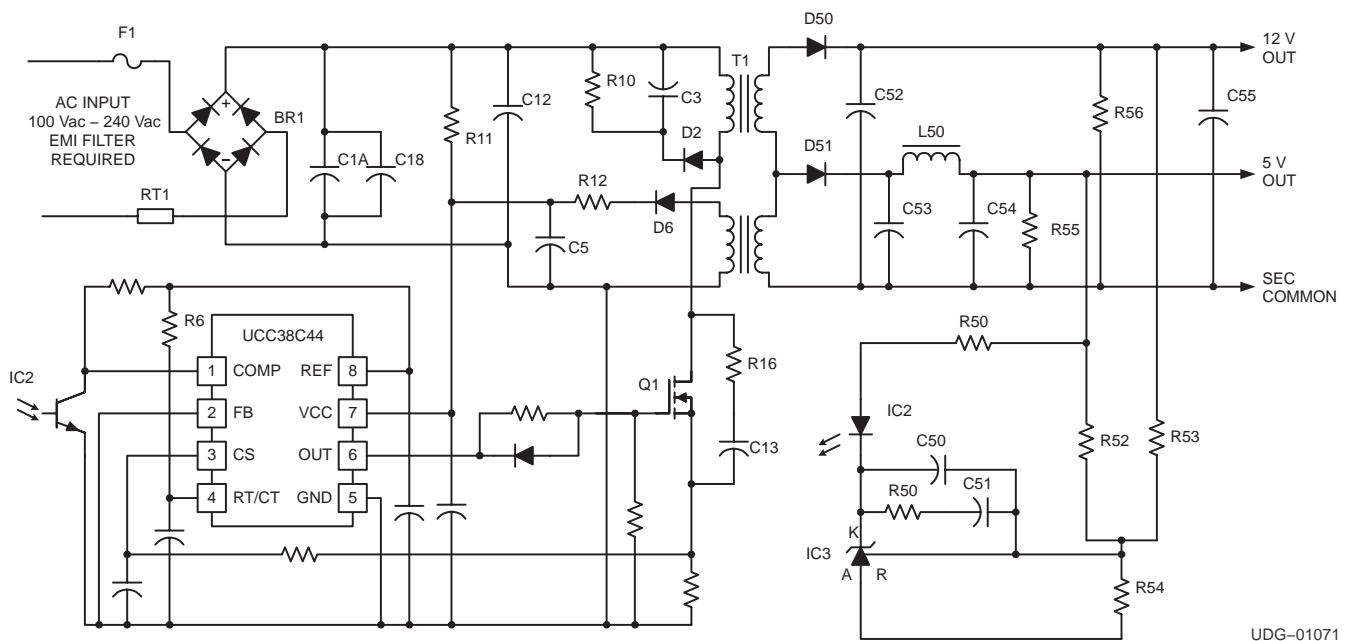 F1
AC INPUT
100 Vac – 240 Vac
EMI FILTER
REQUIRED
+
–
BR1
RT1
C1A
C18
R11
C12
R10
C3
D2
T1
R12
D6
C5
D50
D51
C52
L50
C53
C54
R55
R56
C55
12 V
OUT
5 V
OUT
SEC
COMMON
R6
UCC38C44
IC2
1 COMP REF 8
2 FB VCC 7
3 CS OUT 6
4 RT/CT GND 5
Q1
R16
C13
R50
IC2
C50
C51
R50
R52
R53
K
IC3
A R
R54
UDG–01071